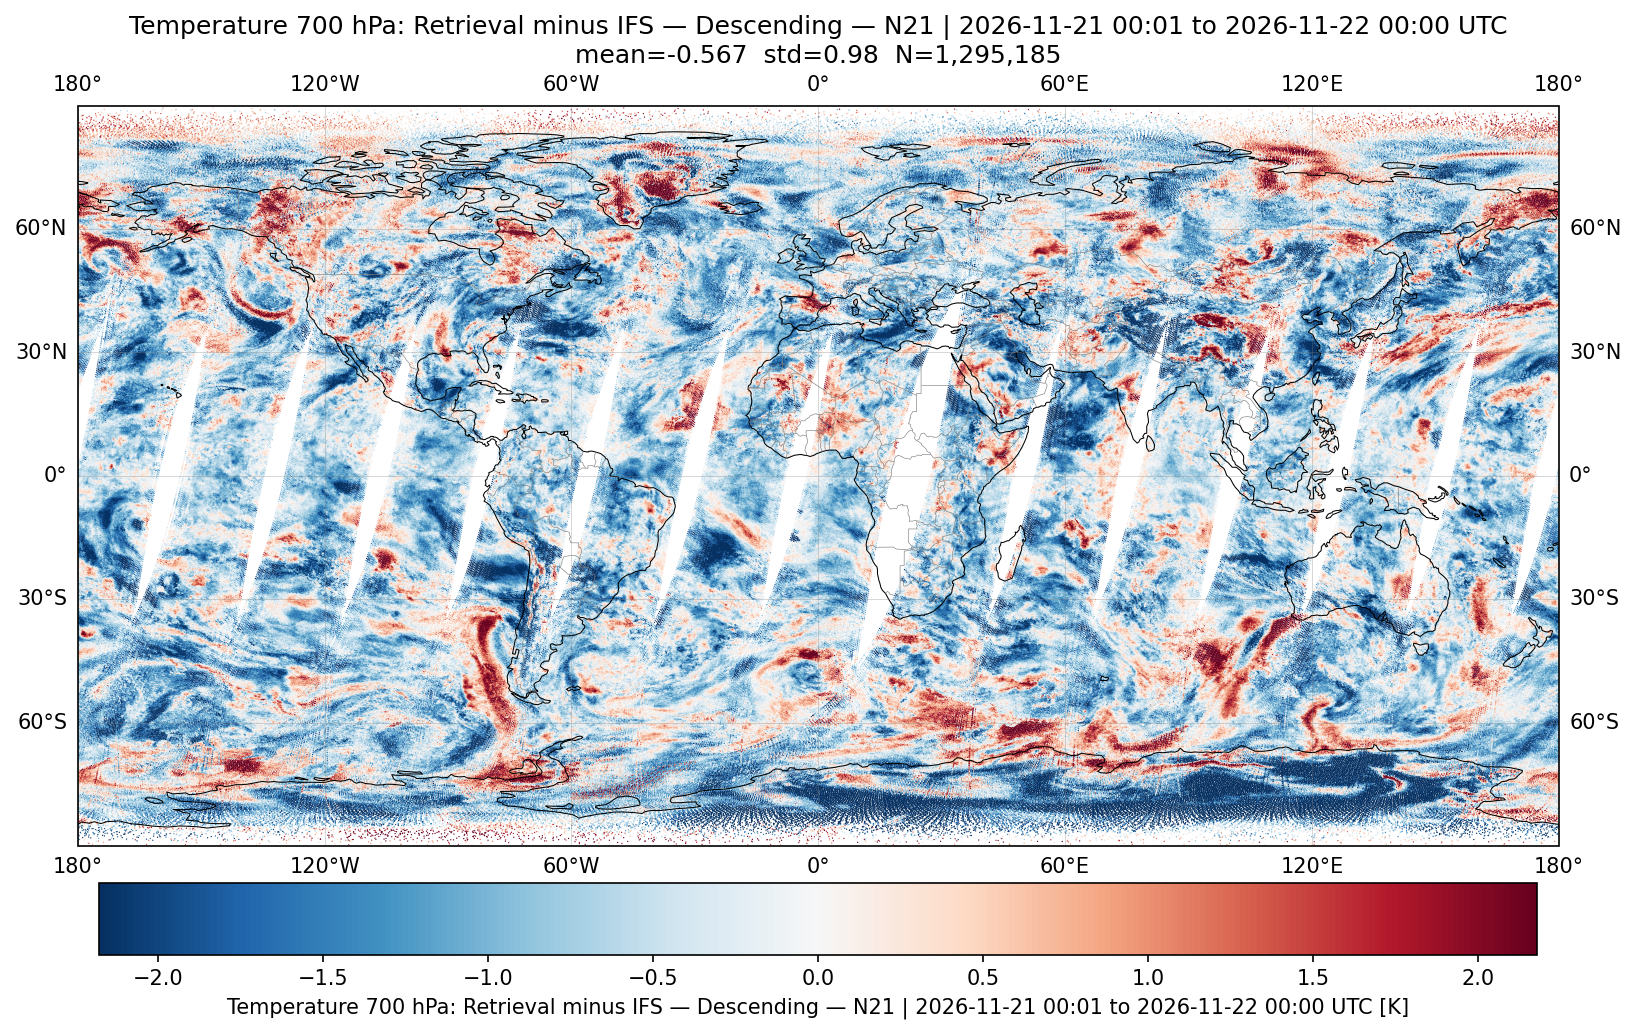 Temperature 700 hPa: Retrieval minus IFS — Descending — N21 | 2026-11-21 00:01 to 2026-11-22 00:00 UTC
mean=-0.567  std=0.98  N=1,295,185
180° 120°W 60°W 0° 60°E 120°E 180°
60°N 60°N
30°N 30°N
0° 0°
30°S 30°S
60°S 60°S
180° 120°W 60°W 0° 60°E 120°E 180°
−2.0 −1.5 −1.0 −0.5 0.0 0.5 1.0 1.5 2.0
Temperature 700 hPa: Retrieval minus IFS — Descending — N21 | 2026-11-21 00:01 to 2026-11-22 00:00 UTC [K]